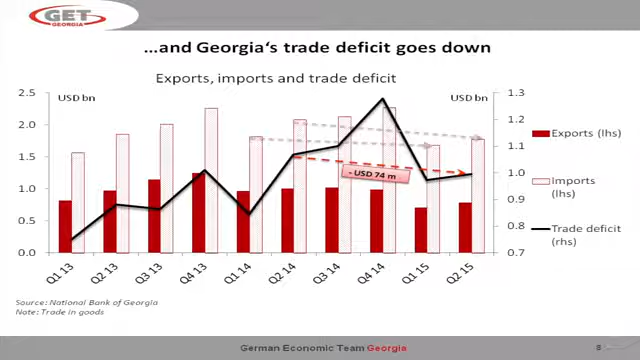 GET
GEORGIA
...and Georgia‘s trade deficit goes down
Exports, imports and trade deficit
2.5
2.0
1.5
1.0
0.5
0.0
USD bn
USD bn
1.3
1.2
1.1
1.0
0.9
0.8
0.7
- USD 74 m
Q1 13
Q2 13
Q3 13
Q4 13
Q1 14
Q2 14
Q3 14
Q4 14
Q1 15
Q2 15
Exports (lhs)
Imports
(lhs)
Trade deficit
(rhs)
Source: National Bank of Georgia
Note: Trade in goods
German Economic Team Georgia
8